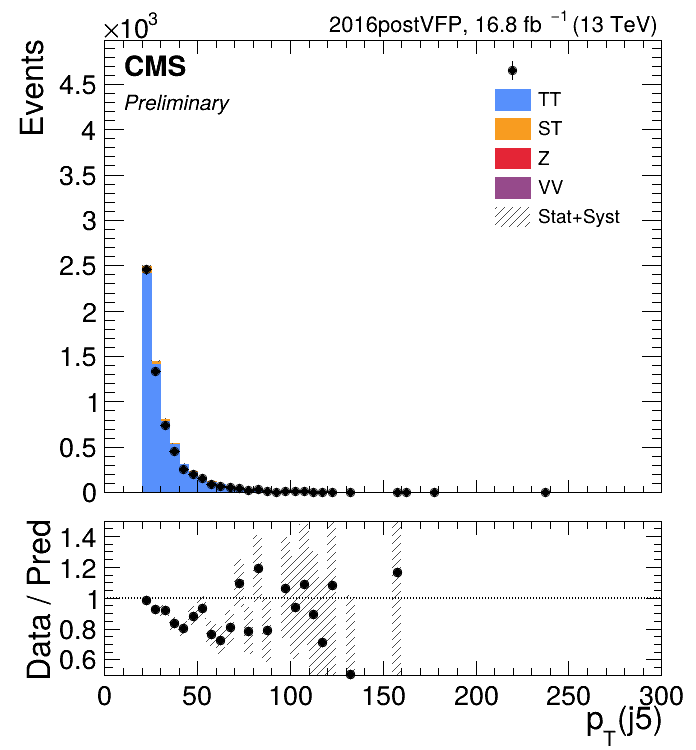 ×10³
2016postVFP, 16.8 fb⁻¹ (13 TeV)
CMS
Preliminary
Events
TT
ST
Z
VV
Stat+Syst
4.5
4
3.5
3
2.5
2
1.5
1
0.5
0
Data / Pred
1.4
1.2
1
0.8
0.6
0 50 100 150 200 250 300
p_T(j5)